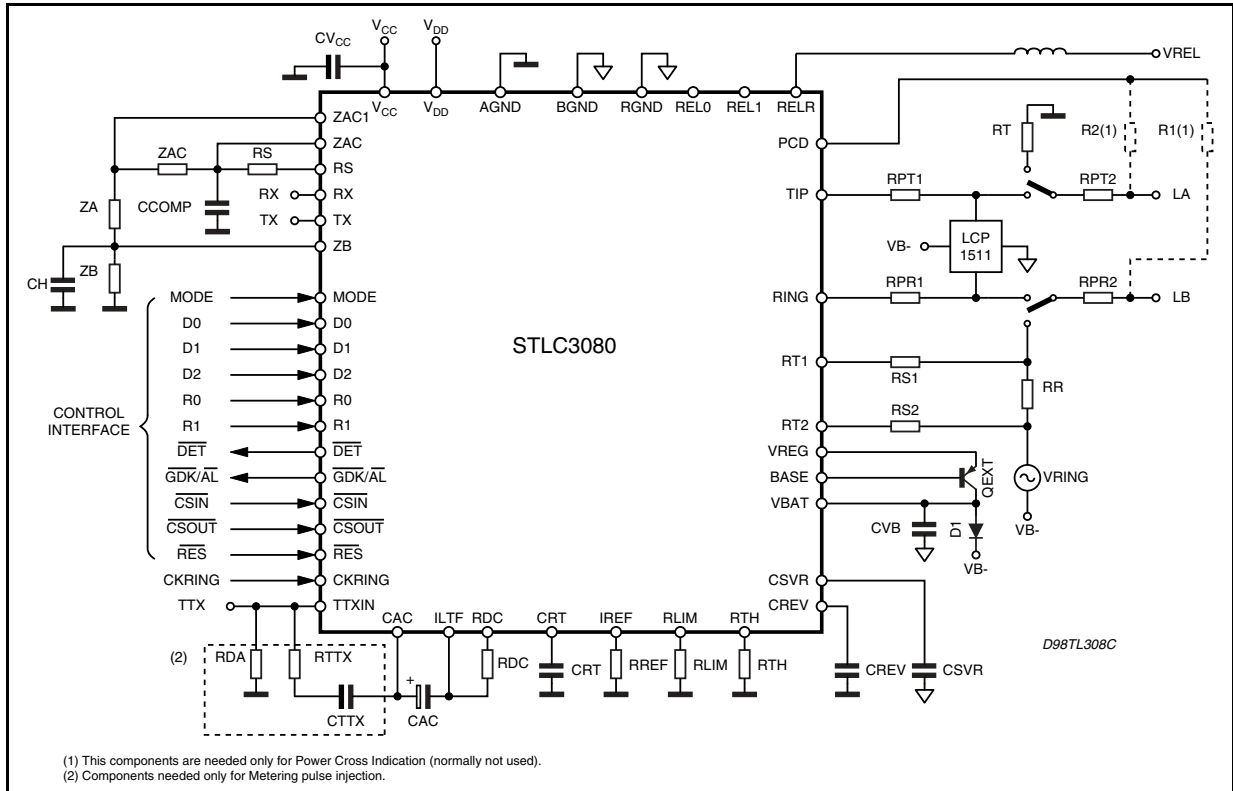 CVCC
VCC
VDD
VCC
VDD
AGND
BGND
RGND
REL0
REL1
RELR
VREL
ZAC1
ZAC
RS
RX
TX
ZB
ZAC
RS
RX
TX
ZA
CCOMP
CH
ZB
PCD
TIP
RING
RT1
RT2
VREG
BASE
VBAT
CSVR
CREV
RT
R2(1)
R1(1)
RPT1
RPT2
LA
VB-
LCP
1511
RPR1
RPR2
LB
STLC3080
RS1
RR
RS2
QEXT
VRING
VB-
CVB
D1
VB-
CONTROL
INTERFACE
MODE
MODE
D0
D0
D1
D1
D2
D2
R0
R0
R1
R1
DET
DET
GDK/AL
GDK/AL
CSIN
CSIN
CSOUT
CSOUT
RES
RES
CKRING
CKRING
TTX
TTXIN
CAC
ILTF
RDC
CRT
IREF
RLIM
RTH
(2)
RDA
RTTX
CTTX
+
CAC
RDC
CRT
RREF
RLIM
RTH
CREV
CSVR
D98TL308C
(1) This components are needed only for Power Cross Indication (normally not used).
(2) Components needed only for Metering pulse injection.